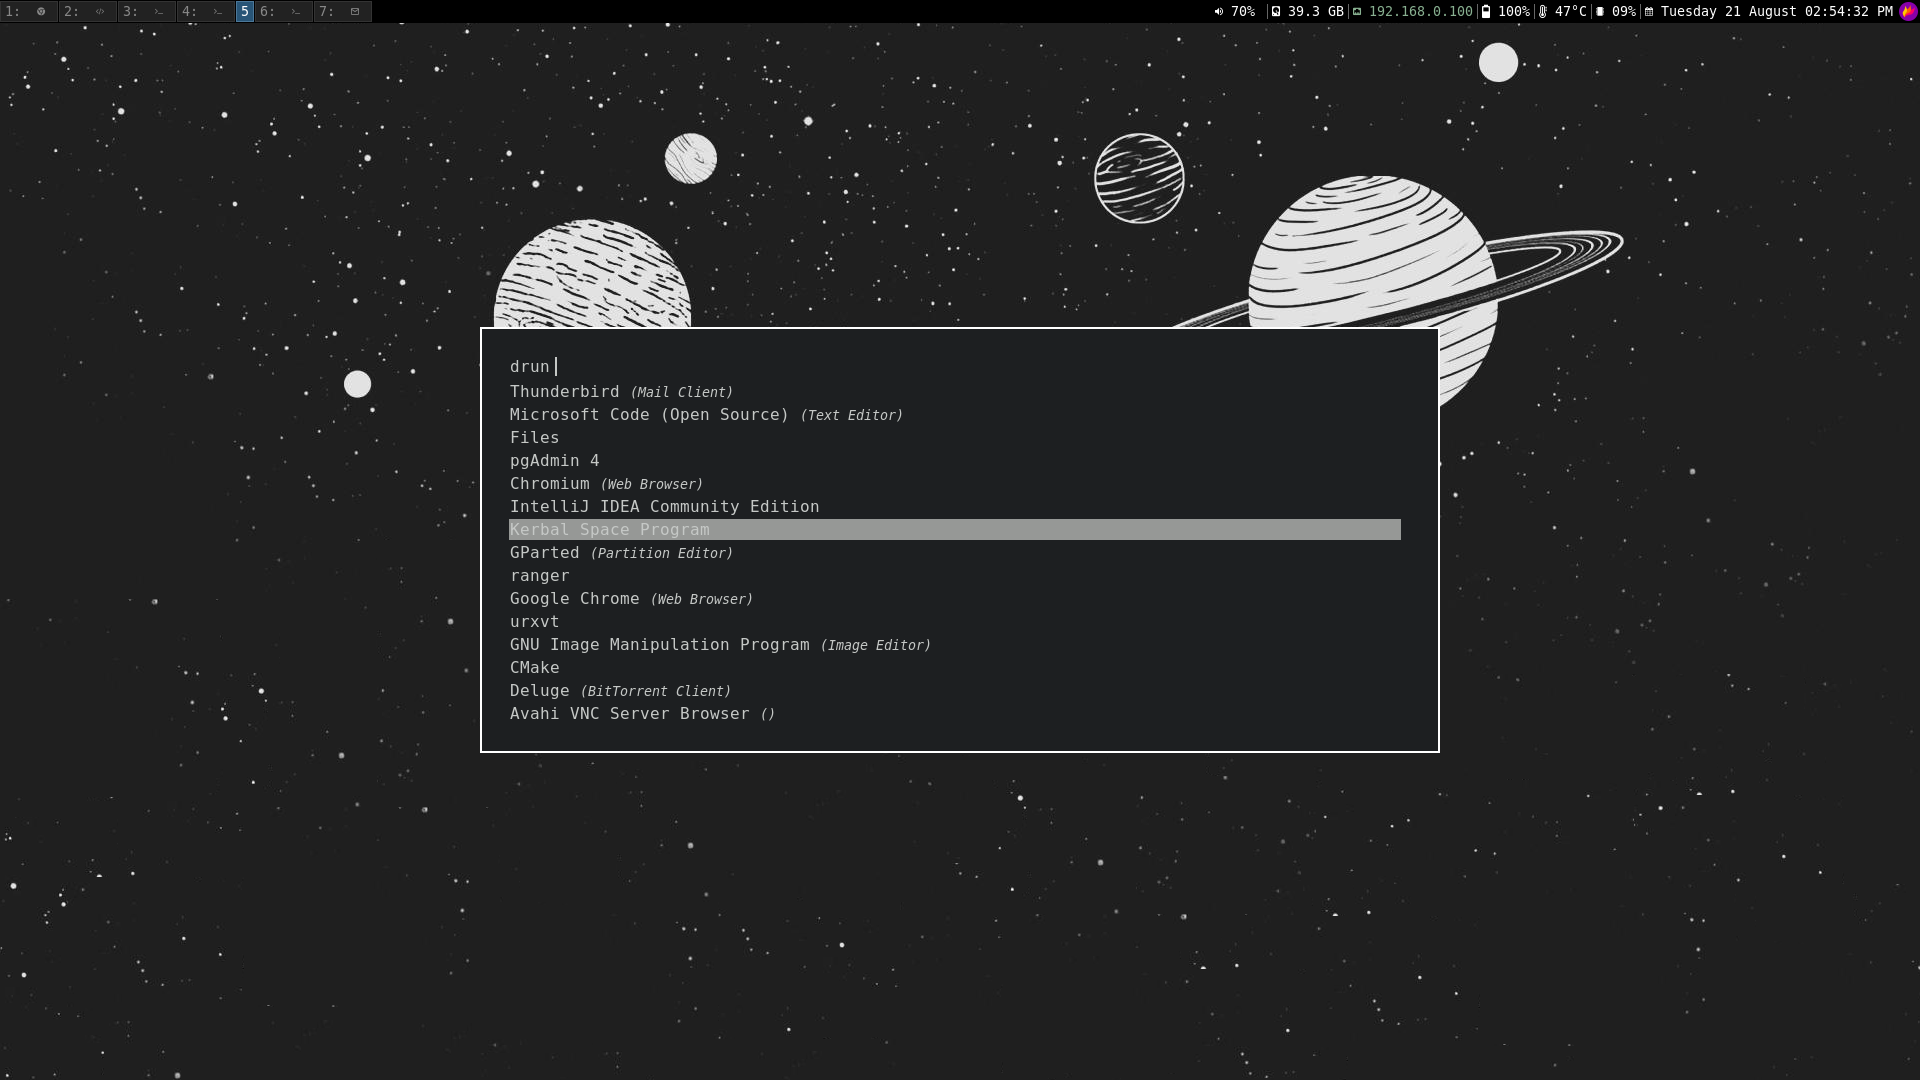 1: 2: 3: 4: 5 6: 7: 70% 39.3 GB 192.168.0.100 100% 47°C 09% Tuesday 21 August 02:54:32 PM
drun
Thunderbird (Mail Client)
Microsoft Code (Open Source) (Text Editor)
Files
pgAdmin 4
Chromium (Web Browser)
IntelliJ IDEA Community Edition
Kerbal Space Program
GParted (Partition Editor)
ranger
Google Chrome (Web Browser)
urxvt
GNU Image Manipulation Program (Image Editor)
CMake
Deluge (BitTorrent Client)
Avahi VNC Server Browser ()